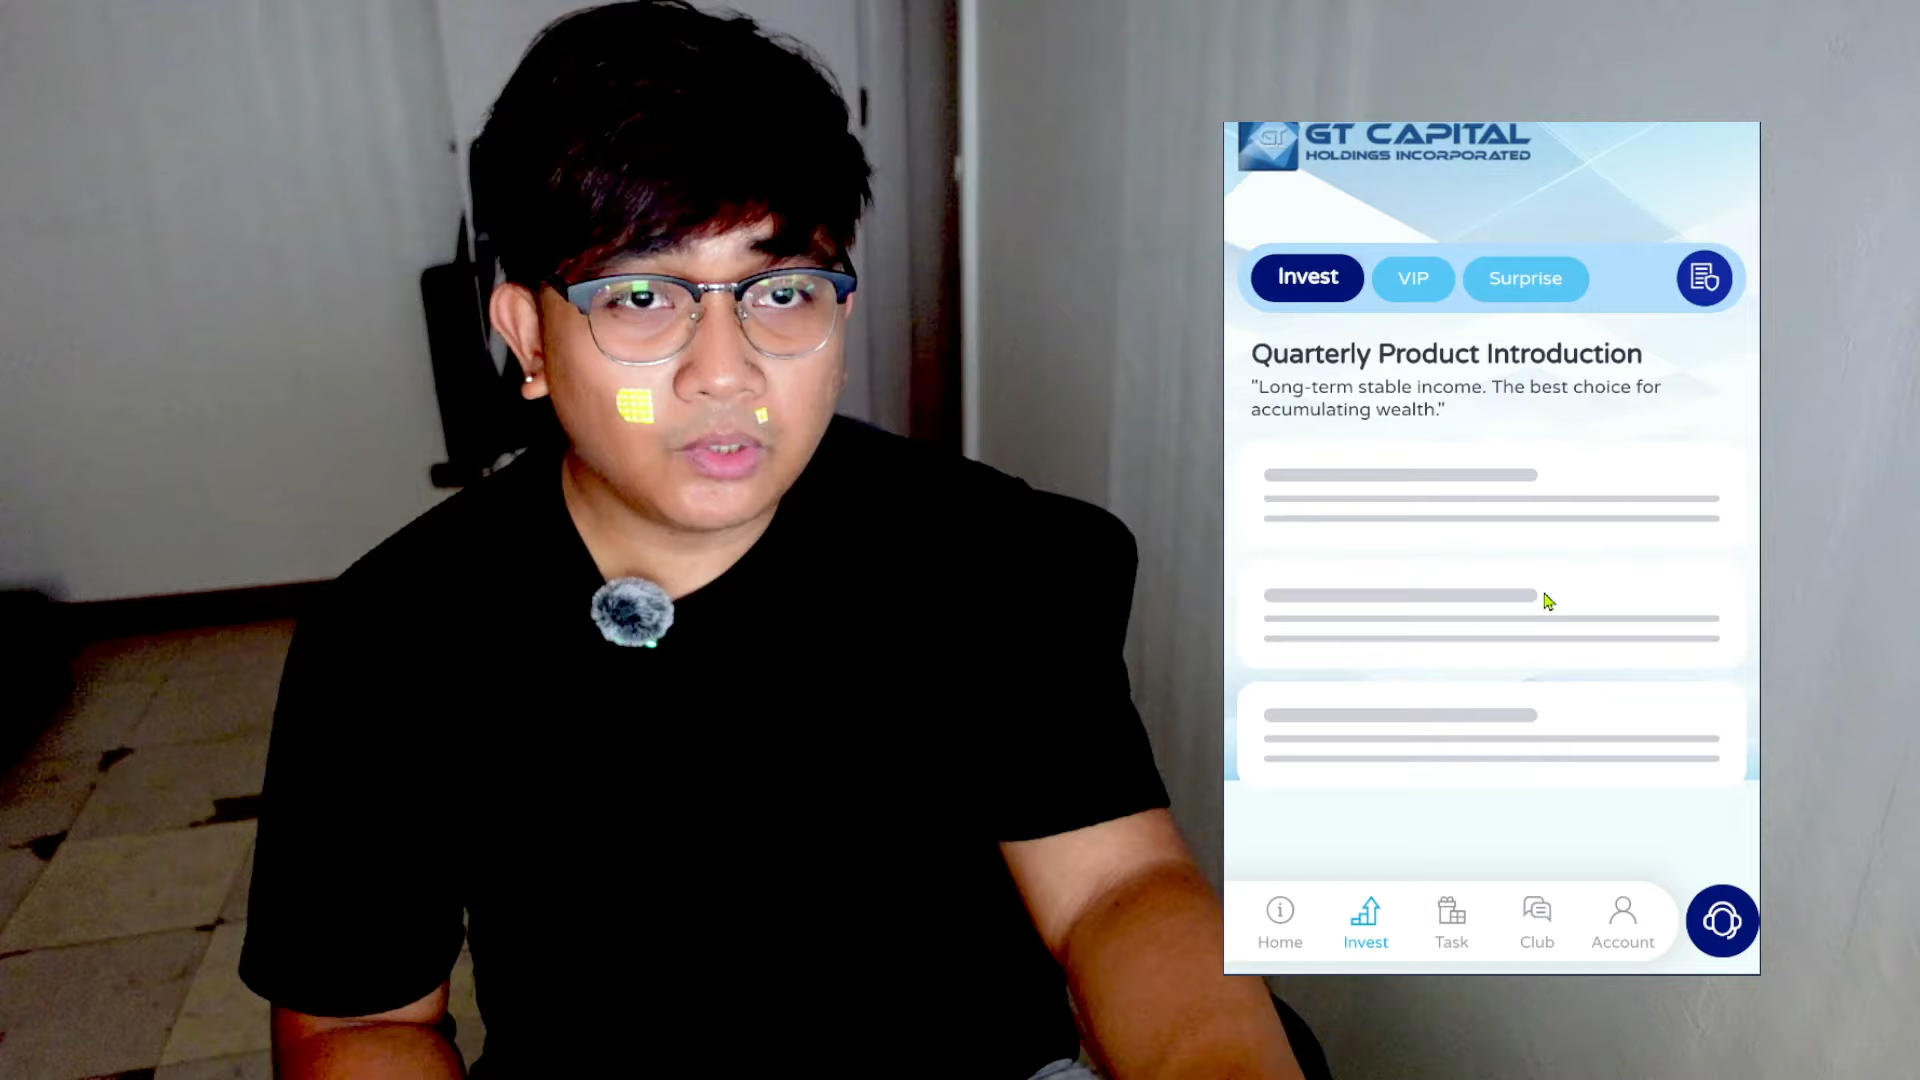 GT
GT CAPITAL
HOLDINGS INCORPORATED
Invest
VIP
Surprise
Quarterly Product Introduction
"Long-term stable income. The best choice for
accumulating wealth."
Home
Invest
Task
Club
Account